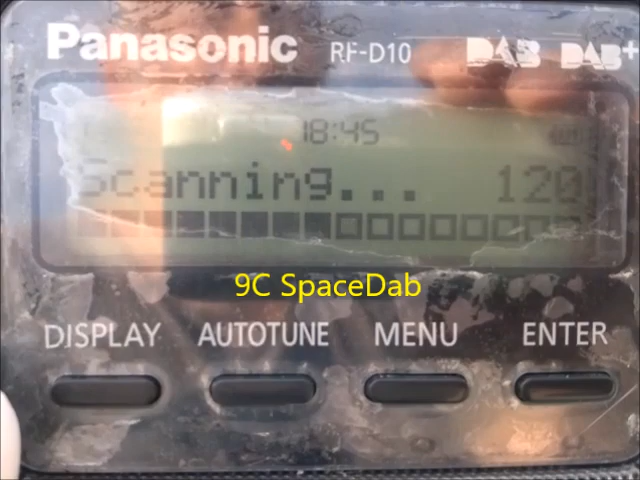 Panasonic RF-D10 DAB DAB+
18:45
Scanning... 120
9C SpaceDab
DISPLAY AUTOTUNE MENU ENTER